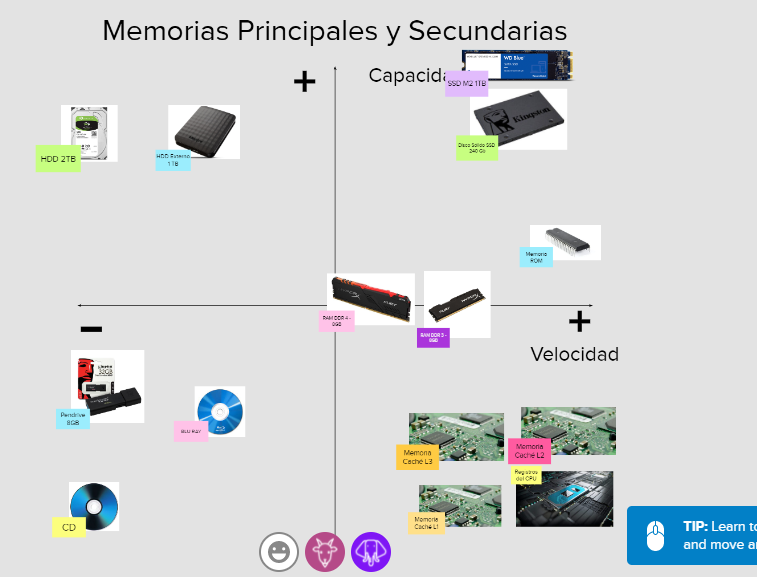 Memorias Principales y Secundarias
+
Capacida
WD Blue
SSD M2 1TB
Kingston
Disco Solido SSD
240 Gb
HDD 2TB
HDD Externo
1 TB
Memoria
ROM
RAM DDR 4 -
8GB
RAM DDR 3 -
8GB
−
+
Velocidad
32GB
Pendrive
8GB
BLU RAY
CD
Memoria
Caché L3
Memoria
Caché L2
Registros
del CPU
Memoria
Caché L1
TIP: Learn to
and move ar